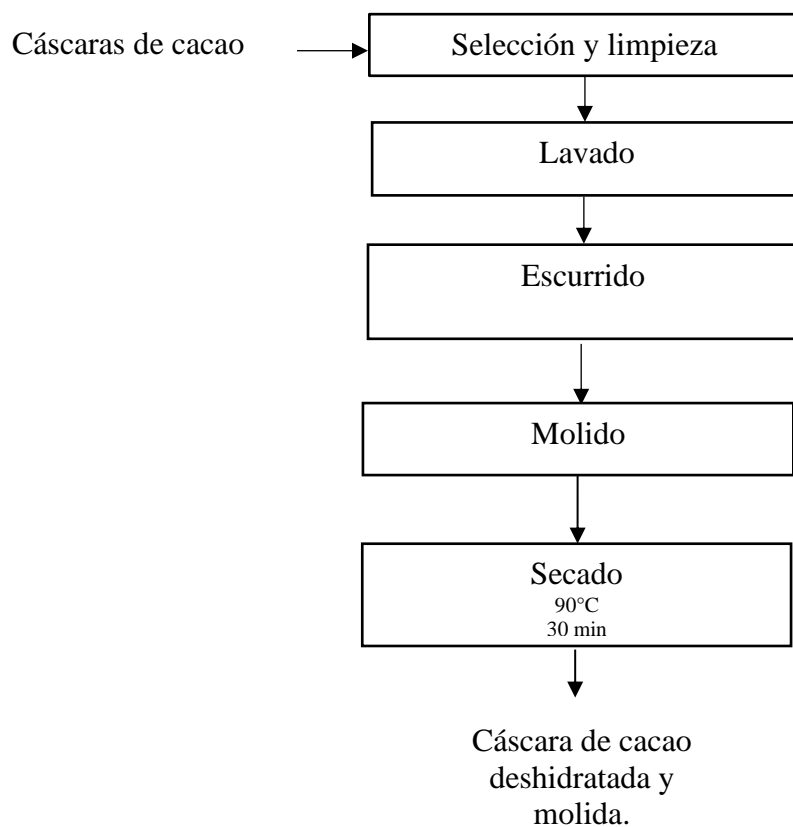 Cáscaras de cacao
Selección y limpieza
Lavado
Escurrido
Molido
Secado
90°C
30 min
Cáscara de cacao
deshidratada y
molida.